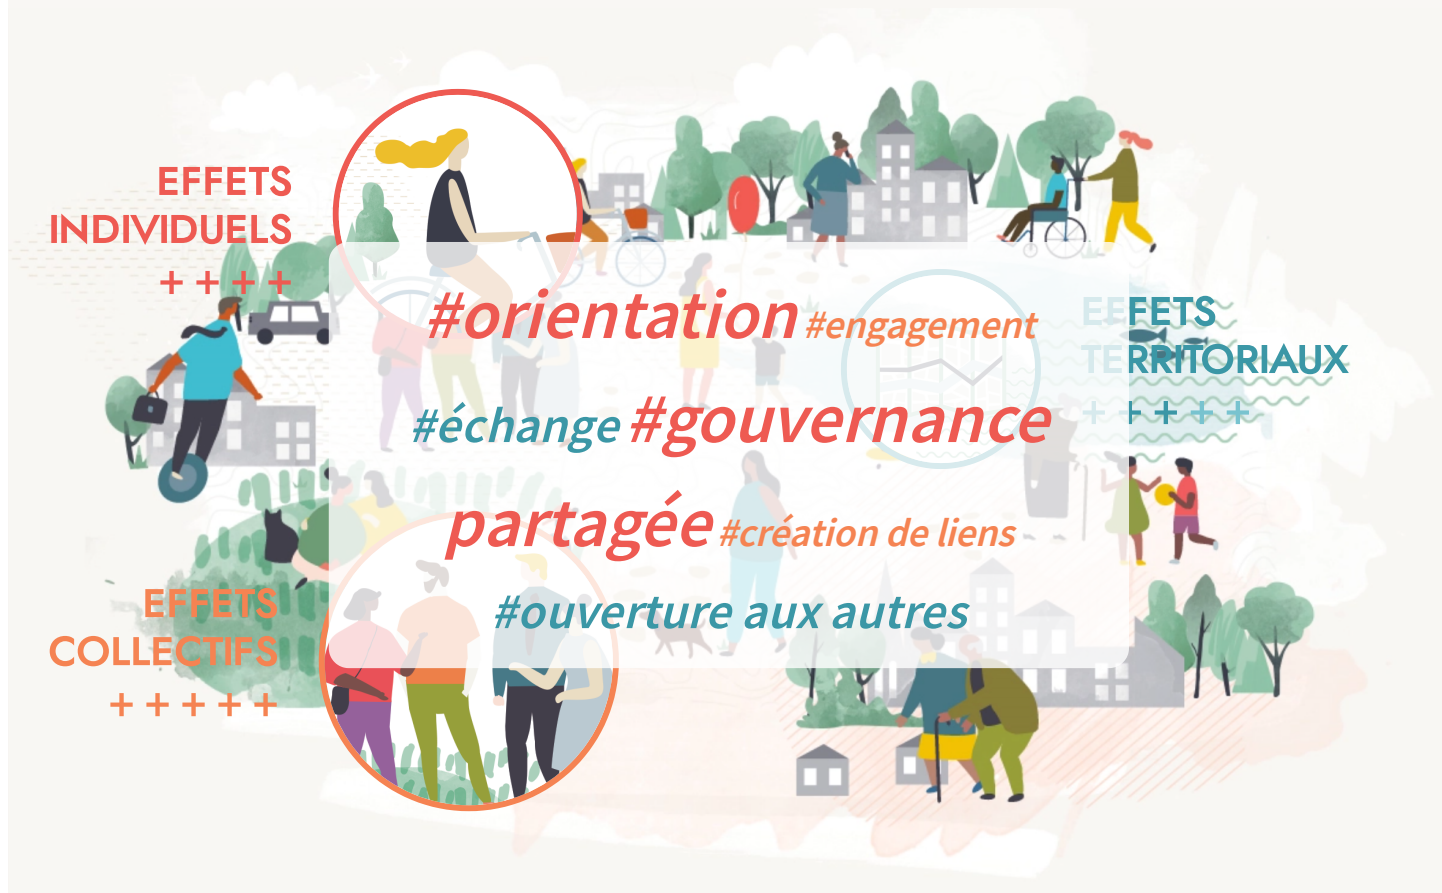 EFFETS
INDIVIDUELS
++++
#orientation #engagement
EFFETS
TERRITORIAUX
+++++
#échange #gouvernance
partagée #création de liens
#ouverture aux autres
EFFETS
COLLECTIFS
+++++